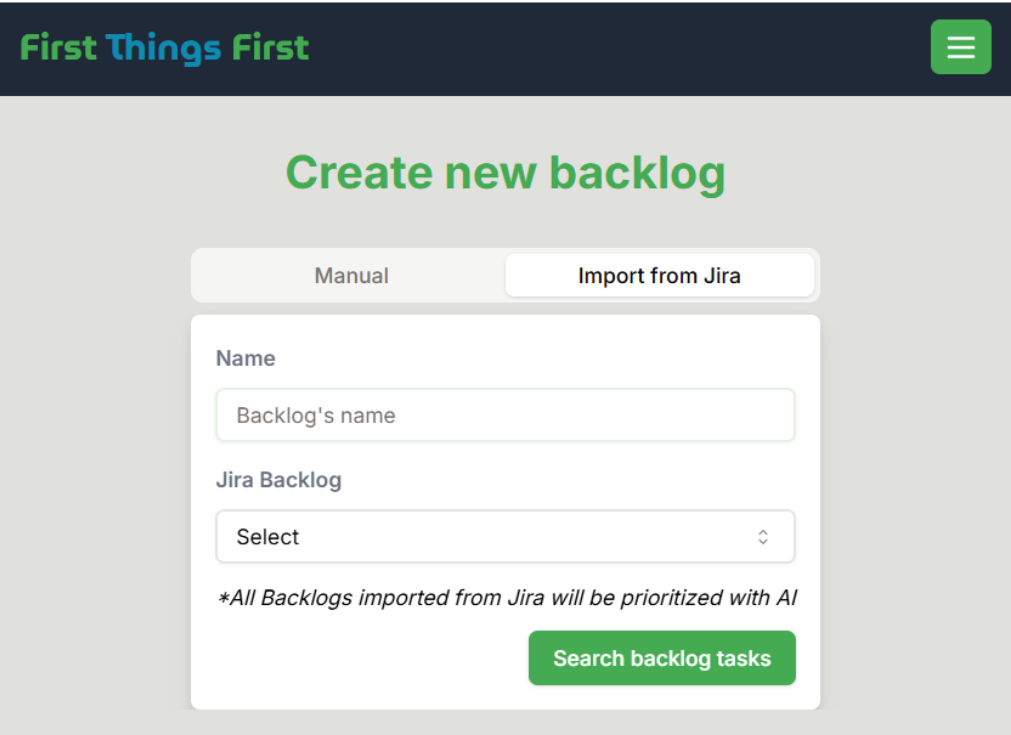 First Things First
Create new backlog
Manual
Import from Jira
Name
Backlog's name
Jira Backlog
Select
*All Backlogs imported from Jira will be prioritized with AI
Search backlog tasks